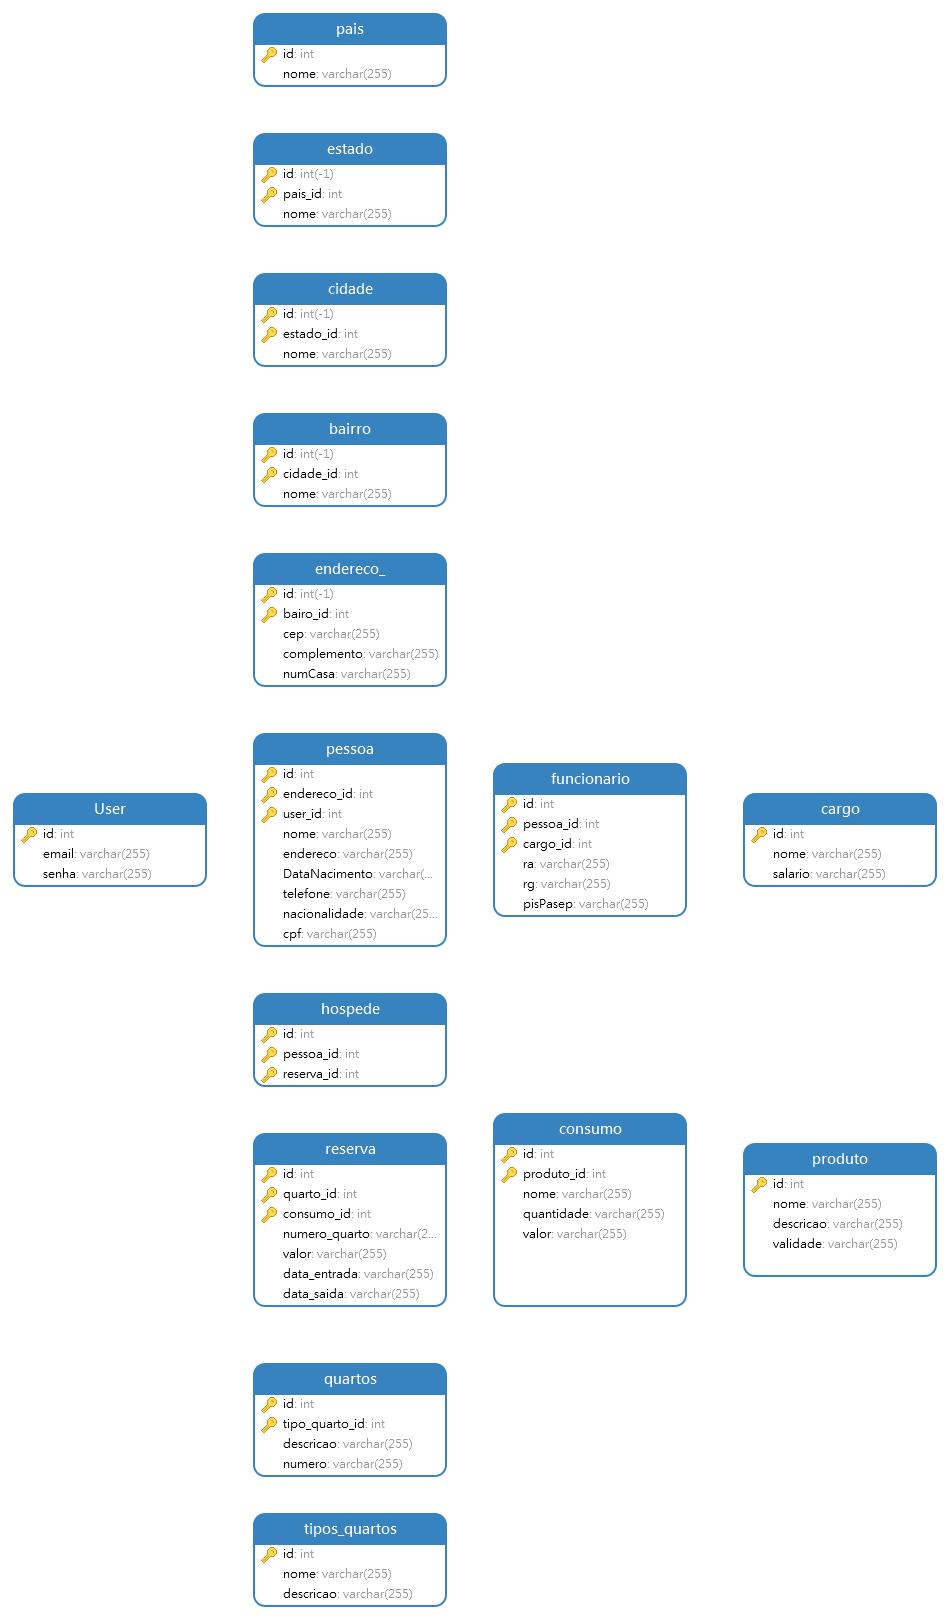 pais
id: int
nome: varchar(255)
estado
id: int(-1)
pais_id: int
nome: varchar(255)
cidade
id: int(-1)
estado_id: int
nome: varchar(255)
bairro
id: int(-1)
cidade_id: int
nome: varchar(255)
endereco_
id: int(-1)
bairo_id: int
cep: varchar(255)
complemento: varchar(255)
numCasa: varchar(255)
User
id: int
email: varchar(255)
senha: varchar(255)
pessoa
id: int
endereco_id: int
user_id: int
nome: varchar(255)
endereco: varchar(255)
DataNacimento: varchar(...
telefone: varchar(255)
nacionalidade: varchar(25...
cpf: varchar(255)
funcionario
id: int
pessoa_id: int
cargo_id: int
ra: varchar(255)
rg: varchar(255)
pisPasep: varchar(255)
cargo
id: int
nome: varchar(255)
salario: varchar(255)
hospede
id: int
pessoa_id: int
reserva_id: int
reserva
id: int
quarto_id: int
consumo_id: int
numero_quarto: varchar(2...
valor: varchar(255)
data_entrada: varchar(255)
data_saida: varchar(255)
consumo
id: int
produto_id: int
nome: varchar(255)
quantidade: varchar(255)
valor: varchar(255)
produto
id: int
nome: varchar(255)
descricao: varchar(255)
validade: varchar(255)
quartos
id: int
tipo_quarto_id: int
descricao: varchar(255)
numero: varchar(255)
tipos_quartos
id: int
nome: varchar(255)
descricao: varchar(255)